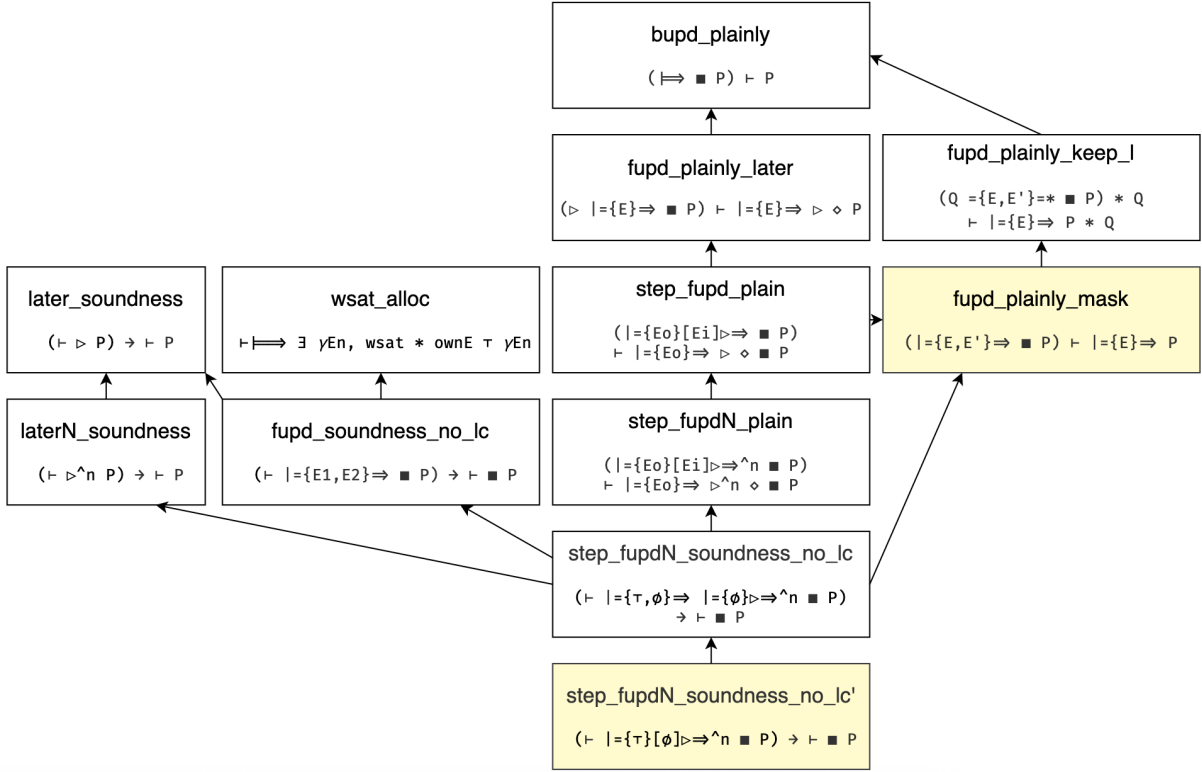 bupd_plainly
(|⇛ ■ P) ⊢ P
fupd_plainly_later
(▷ |={E}⇒ ■ P) ⊢ |={E}⇒ ▷ ◇ P
fupd_plainly_keep_l
(Q ={E,E'}=∗ ■ P) ∗ Q
⊢ |={E}⇒ P ∗ Q
later_soundness
(⊢ ▷ P) → ⊢ P
wsat_alloc
⊢|⇛ ∃ γEn, wsat ∗ ownE ⊤ γEn
step_fupd_plain
(|={Eo}[Ei]▷⇒ ■ P)
⊢ |={Eo}⇒ ▷ ◇ ■ P
fupd_plainly_mask
(|={E,E'}⇒ ■ P) ⊢ |={E}⇒ P
laterN_soundness
(⊢ ▷^n P) → ⊢ P
fupd_soundness_no_lc
(⊢ |={E1,E2}⇒ ■ P) → ⊢ ■ P
step_fupdN_plain
(|={Eo}[Ei]▷⇒^n ■ P)
⊢ |={Eo}⇒ ▷^n ◇ ■ P
step_fupdN_soundness_no_lc
(⊢ |={⊤,∅}⇒ |={∅}▷⇒^n ■ P)
→ ⊢ ■ P
step_fupdN_soundness_no_lc'
(⊢ |={⊤}[∅]▷⇒^n ■ P) → ⊢ ■ P